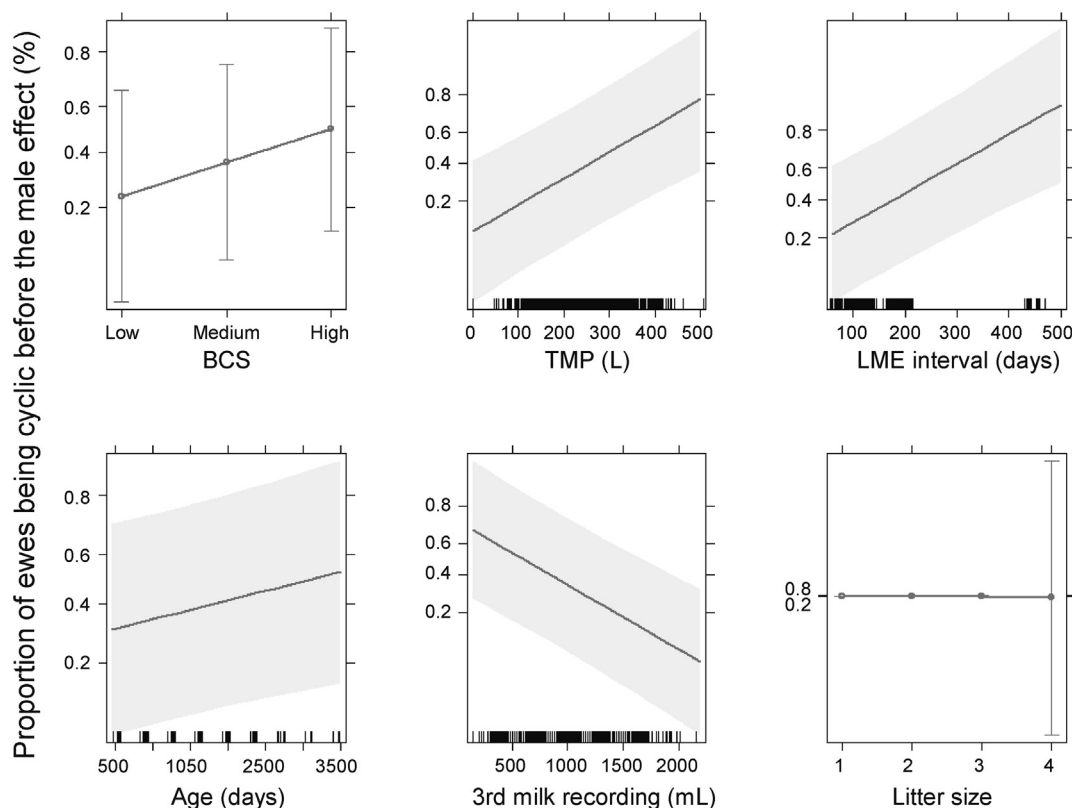 Proportion of ewes being cyclic before the male effect (%)
0.8
0.6
0.4
0.2
Low Medium High
BCS
0.8
0.6
0.4
0.2
0 100 200 300 400 500
TMP (L)
0.8
0.6
0.4
0.2
100 200 300 400 500
LME interval (days)
0.8
0.6
0.4
0.2
500 1050 2500 3500
Age (days)
0.8
0.6
0.4
0.2
500 1000 1500 2000
3rd milk recording (mL)
0.8
0.2
1 2 3 4
Litter size